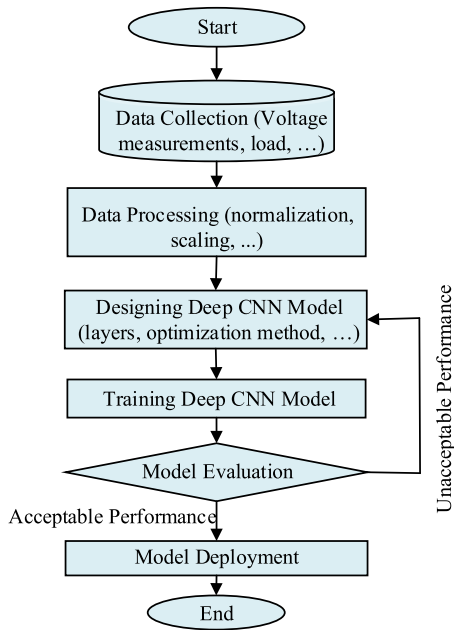 Start
Data Collection (Voltage
measurements, load, …)
Data Processing (normalization,
scaling, ...)
Designing Deep CNN Model
(layers, optimization method, …)
Training Deep CNN Model
Model Evaluation
Unacceptable Performance
Acceptable Performance
Model Deployment
End